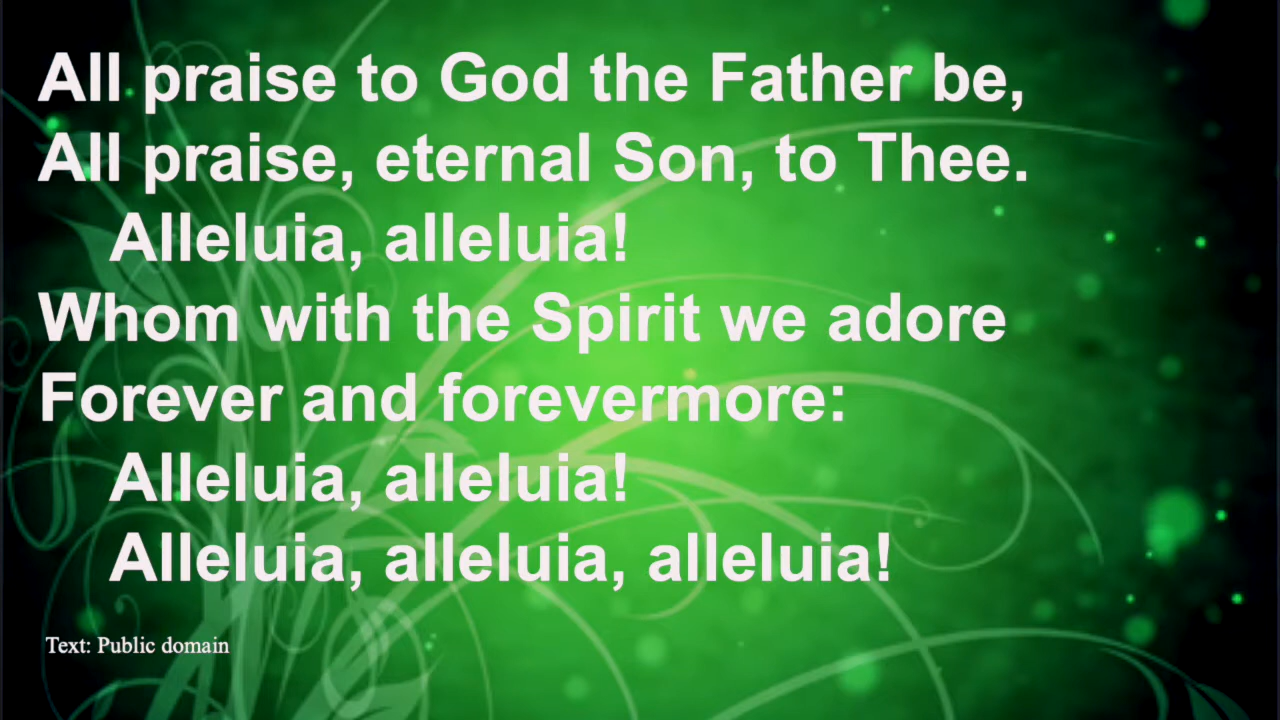 All praise to God the Father be,
All praise, eternal Son, to Thee.
Alleluia, alleluia!
Whom with the Spirit we adore
Forever and forevermore:
Alleluia, alleluia!
Alleluia, alleluia, alleluia!
Text: Public domain